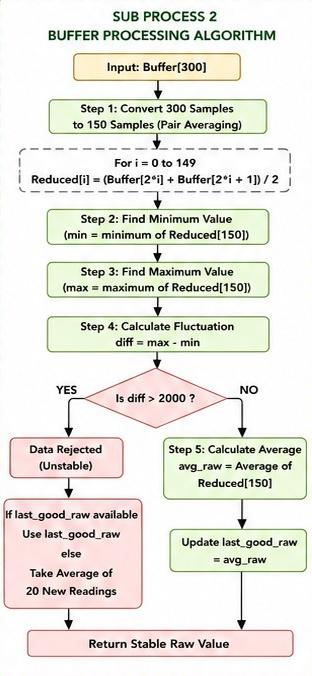 SUB PROCESS 2
BUFFER PROCESSING ALGORITHM
Input: Buffer[300]
Step 1: Convert 300 Samples
to 150 Samples (Pair Averaging)
For i = 0 to 149
Reduced[i] = (Buffer[2*i] + Buffer[2*i + 1]) / 2
Step 2: Find Minimum Value
(min = minimum of Reduced[150])
Step 3: Find Maximum Value
(max = maximum of Reduced[150])
Step 4: Calculate Fluctuation
diff = max - min
Is diff > 2000 ?
YES
NO
Data Rejected
(Unstable)
If last_good_raw available
Use last_good_raw
else
Take Average of
20 New Readings
Step 5: Calculate Average
avg_raw = Average of
Reduced[150]
Update last_good_raw
= avg_raw
Return Stable Raw Value